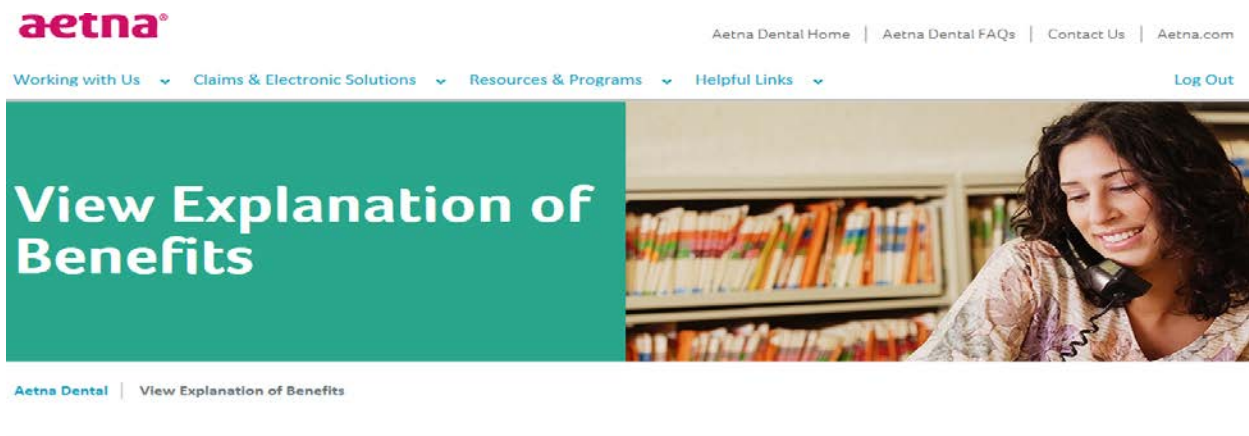 aetna®
Aetna Dental Home | Aetna Dental FAQs | Contact Us | Aetna.com
Working with Us Claims & Electronic Solutions Resources & Programs Helpful Links Log Out
View Explanation of
Benefits
Aetna Dental | View Explanation of Benefits